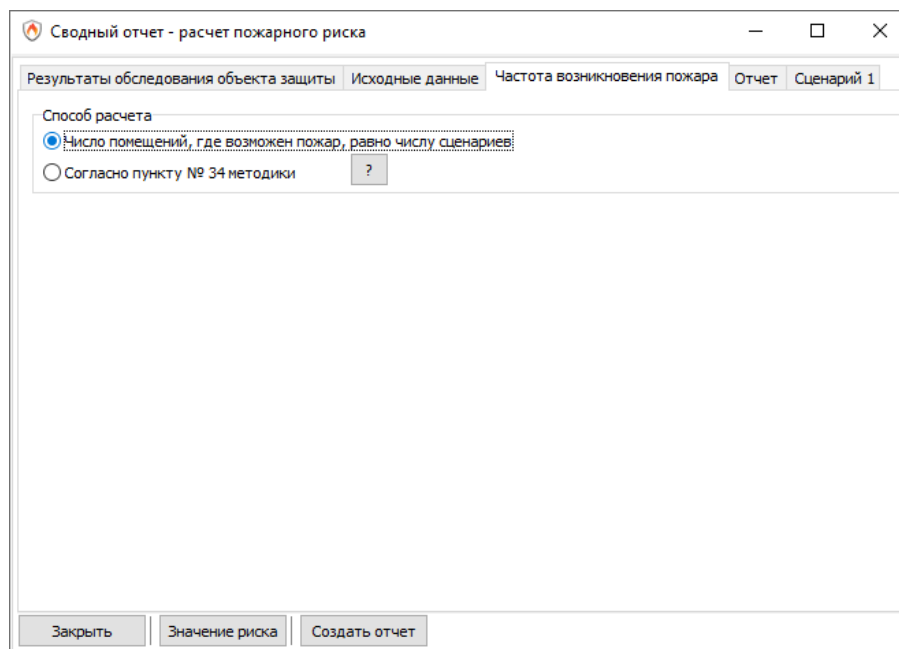 Сводный отчет - расчет пожарного риска
Результаты обследования объекта защиты Исходные данные Частота возникновения пожара Отчет Сценарий 1
Способ расчета
Число помещений, где возможен пожар, равно числу сценариев
Согласно пункту № 34 методики ?
Закрыть Значение риска Создать отчет